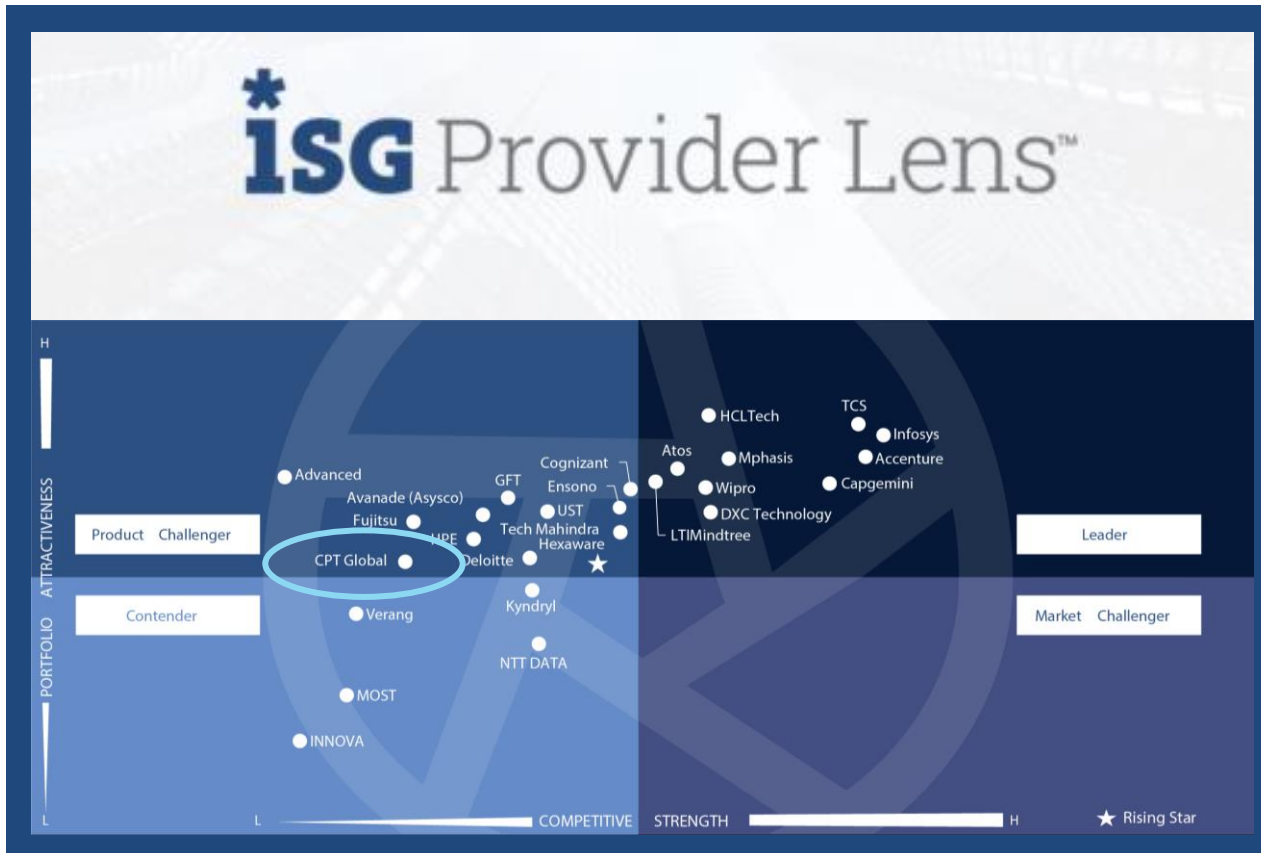 *ISG Provider Lens™
H
TCS
HCLTech
Infosys
Atos
Mphasis
Accenture
Cognizant
Advanced
GFT
Ensono
Wipro
Capgemini
Avanade (Asysco)
UST
DXC Technology
Fujitsu
Tech Mahindra
Product Challenger
HPE
Hexaware
LTIMindtree
Leader
CPT Global
Deloitte
PORTFOLIO ATTRACTIVENESS
Contender
Verang
Kyndryl
Market Challenger
NTT DATA
MOST
INNOVA
L
L
COMPETITIVE STRENGTH
H
Rising Star